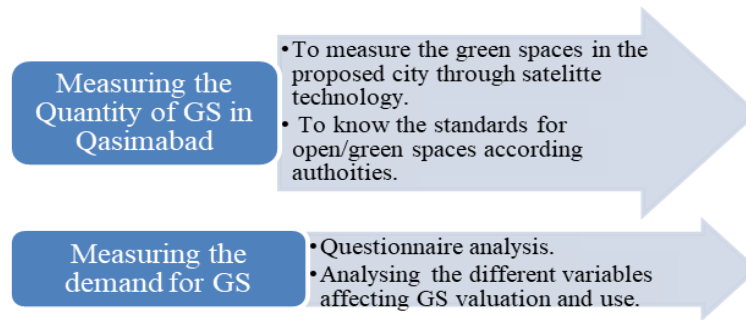 Measuring the
Quantity of GS in
Qasimabad
•To measure the green spaces in the
proposed city through satelitte
technology.
• To know the standards for
open/green spaces according
authoities.
Measuring the
demand for GS
•Questionnaire analysis.
•Analysing the different variables
affecting GS valuation and use.